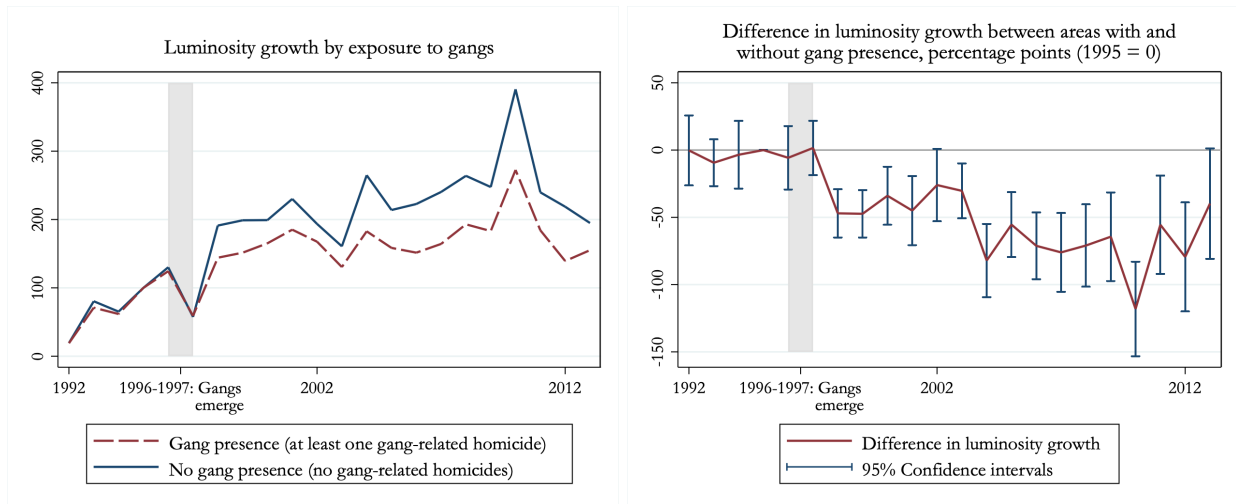 Luminosity growth by exposure to gangs
400
300
200
100
0
1992
1996-1997: Gangs
emerge
2002
2012
Gang presence (at least one gang-related homicide)
No gang presence (no gang-related homicides)
Difference in luminosity growth between areas with and
without gang presence, percentage points (1995 = 0)
50
0
-50
-100
-150
1992
1996-1997: Gangs
emerge
2002
2012
Difference in luminosity growth
95% Confidence intervals